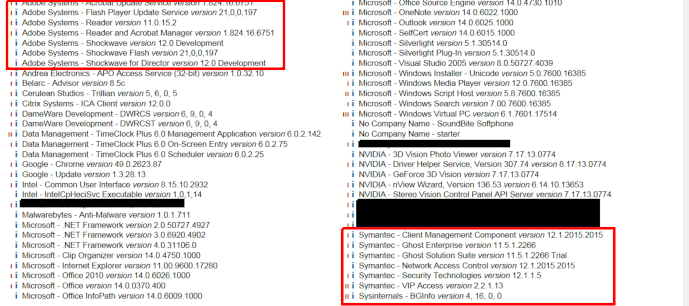 Adobe Systems - Acrobat Update Service version 1.824.16.6751
Adobe Systems - Flash Player Update Service version 21,0,0,197
Adobe Systems - Reader version 11.0.15.2
Adobe Systems - Reader and Acrobat Manager version 1.824.16.6751
Adobe Systems - Shockwave version 12.0 Development
Adobe Systems - Shockwave Flash version 21,0,0,197
Adobe Systems - Shockwave for Director version 12.0 Development
Andrea Electronics - APO Access Service (32-bit) version 1.0.32.10
Belarc - Advisor version 8.5c
Cerulean Studios - Trillian version 5, 6, 0, 5
Citrix Systems - ICA Client version 12.0.0
DameWare Development - DWRCS version 6, 9, 0, 4
DameWare Development - DWRCST version 6, 9, 0, 4
Data Management - TimeClock Plus 6.0 Management Application version 6.0.2.142
Data Management - TimeClock Plus 6.0 On-Screen Entry version 6.0.2.75
Data Management - TimeClock Plus 6.0 Scheduler version 6.0.2.25
Google - Chrome version 49.0.2623.87
Google - Update version 1.3.28.13
Intel - Common User Interface version 8.15.10.2932
Intel - IntelCpHeciSvc Executable version 1,0,1,14
Malwarebytes - Anti-Malware version 1.0.1.711
Microsoft - .NET Framework version 2.0.50727.4927
Microsoft - .NET Framework version 3.0.6920.4902
Microsoft - .NET Framework version 4.0.31106.0
Microsoft - Clip Organizer version 14.0.4750.1000
Microsoft - Internet Explorer version 11.00.9600.17280
Microsoft - Office 2010 version 14.0.6026.1000
Microsoft - Office version 14.0.0370.400
Microsoft - Office InfoPath version 14.0.6009.1000
Microsoft - Office Source Engine version 14.0.4730.1010
Microsoft - OneNote version 14.0.6022.1000
Microsoft - Outlook version 14.0.6025.1000
Microsoft - SelfCert version 14.0.6015.1000
Microsoft - Silverlight version 5.1.30514.0
Microsoft - Silverlight Plug-In version 5.1.30514.0
Microsoft - Visual Studio 2005 version 8.0.50727.4039
Microsoft - Windows Installer - Unicode version 5.0.7600.16385
Microsoft - Windows Media Player version 12.0.7600.16385
Microsoft - Windows Script Host version 5.8.7600.16385
Microsoft - Windows Search version 7.00.7600.16385
Microsoft - Windows Virtual PC version 6.1.7601.17514
No Company Name - SoundBite Softphone
No Company Name - starter
NVIDIA - 3D Vision Photo Viewer version 7.17.13.0774
NVIDIA - Driver Helper Service, Version 307.74 version 8.17.13.0774
NVIDIA - GeForce 3D Vision version 7.17.13.0774
NVIDIA - nView Wizard, Version 136.53 version 6.14.10.13653
NVIDIA - Stereo Vision Control Panel API Server version 7.17.13.0774
Symantec - Client Management Component version 12.1.2015.2015
Symantec - Ghost Enterprise version 11.5.1.2266
Symantec - Ghost Solution Suite version 11.5.1.2266 Trial
Symantec - Network Access Control version 12.1.2015.2015
Symantec - Security Technologies version 12.1.1.5
Symantec - VIP Access version 2.2.1.13
Sysinternals - BGInfo version 4, 16, 0, 0